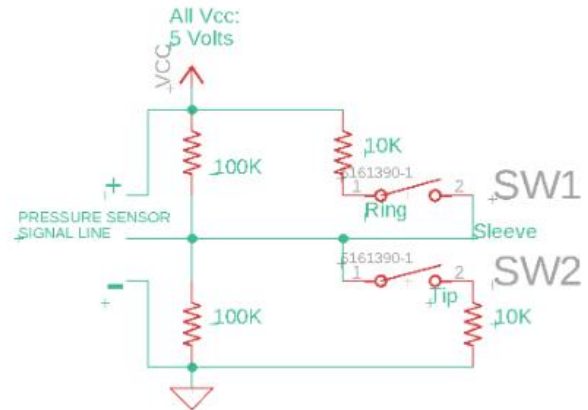 All Vcc:
5 Volts
VCC
10K
100K
5161390-1
1 2
SW1
+
Ring
PRESSURE SENSOR
SIGNAL LINE
Sleeve
5161390-1
1 2
SW2
-
Tip
100K
10K